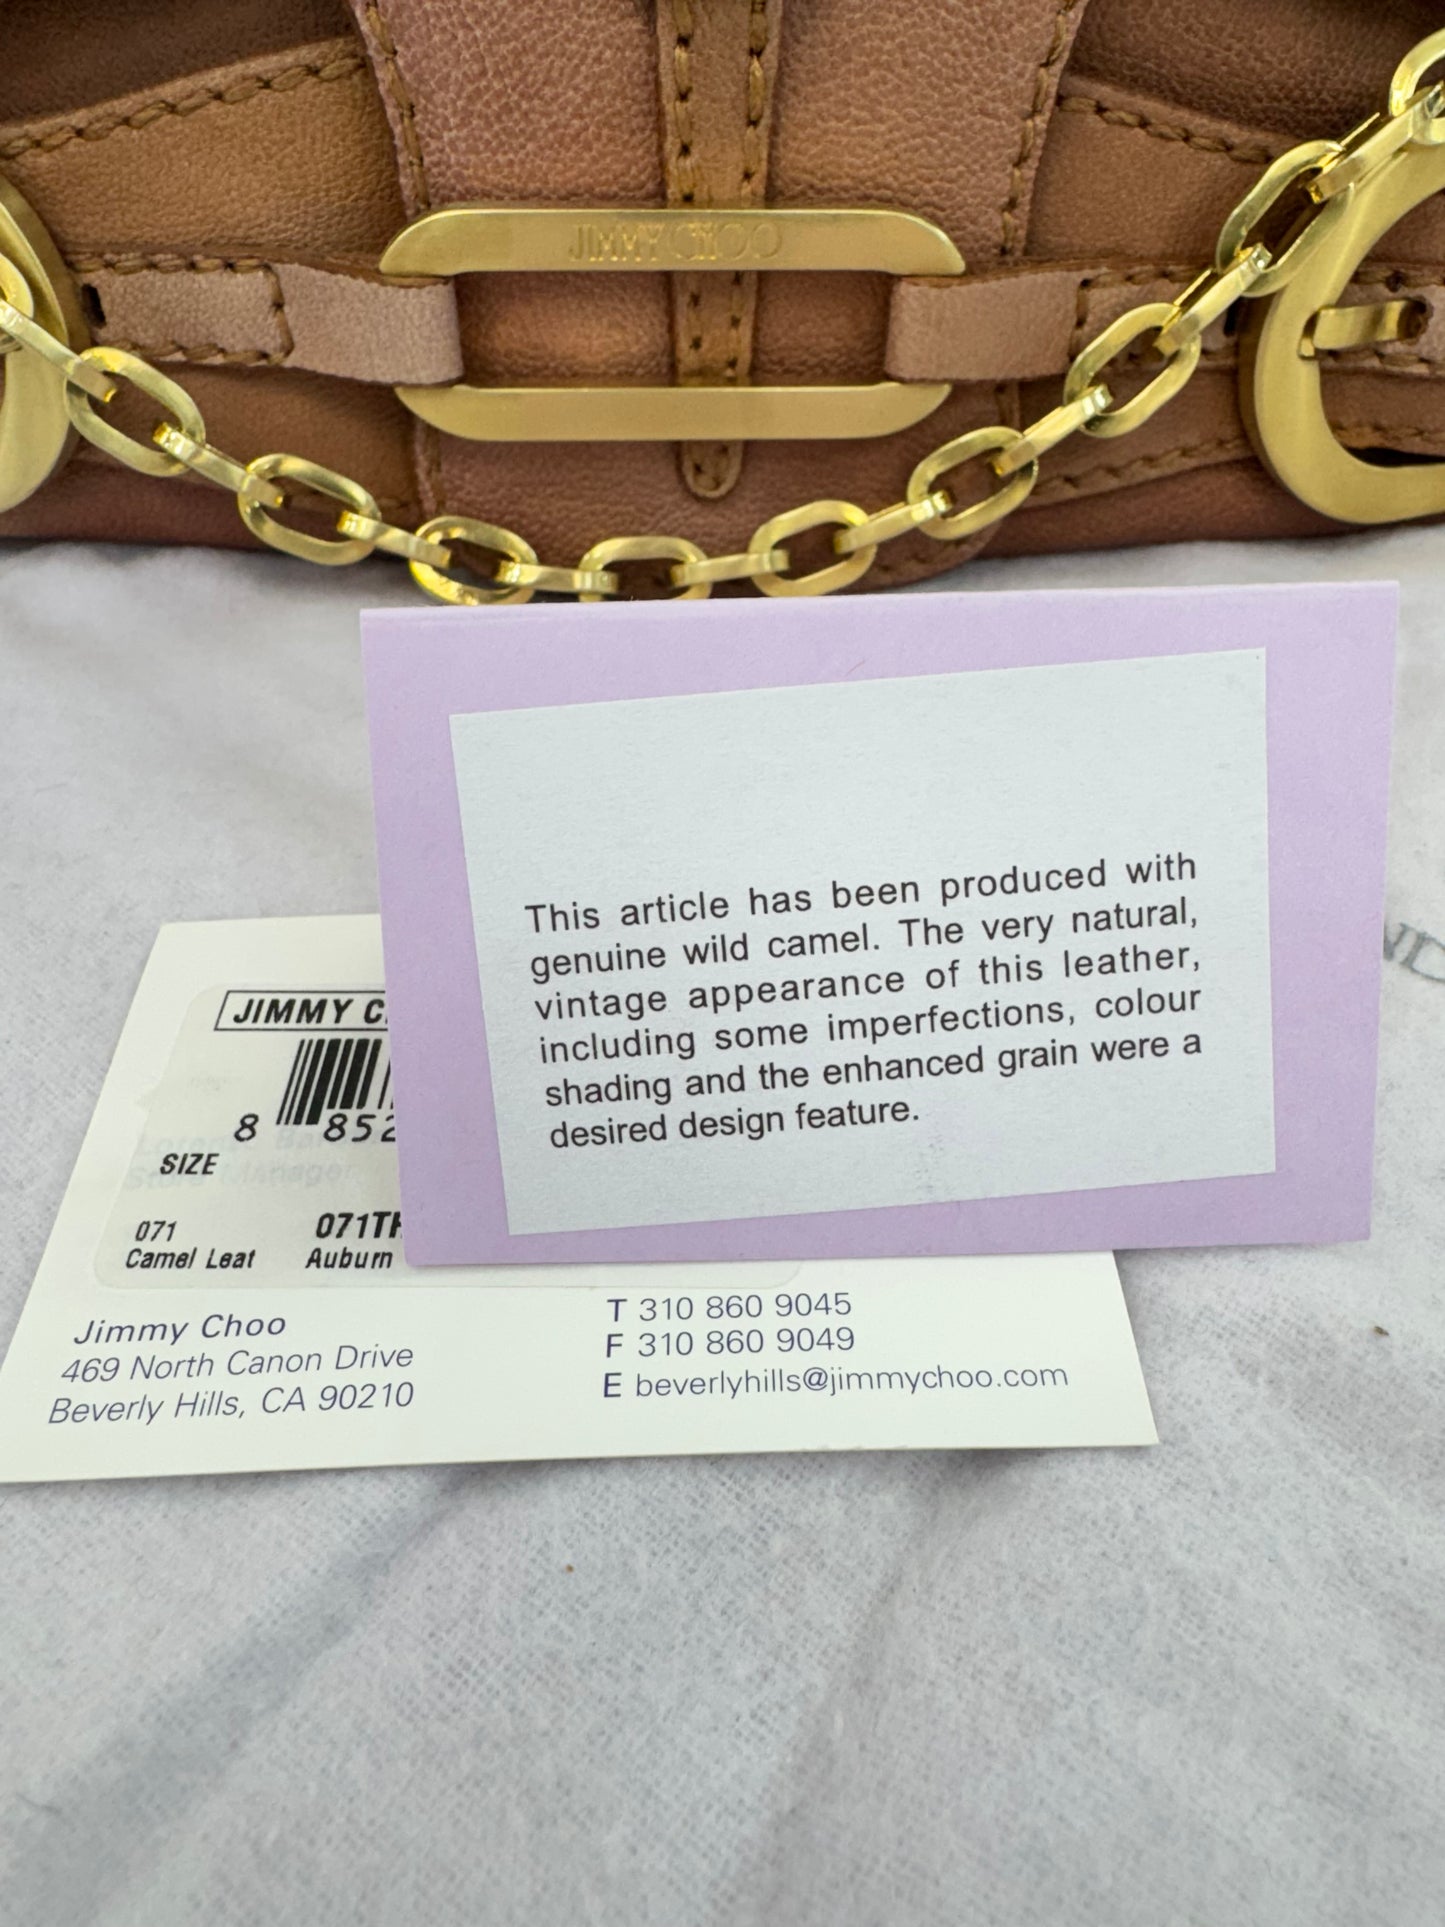 JIMMY CHOO
This article has been produced with
genuine wild camel. The very natural,
vintage appearance of this leather,
including some imperfections, colour
shading and the enhanced grain were a
desired design feature.
JIMMY C
8 852
SIZE
071 071TH
Camel Leat Auburn
Jimmy Choo
469 North Canon Drive
Beverly Hills, CA 90210
T 310 860 9045
F 310 860 9049
E beverlyhills@jimmychoo.com